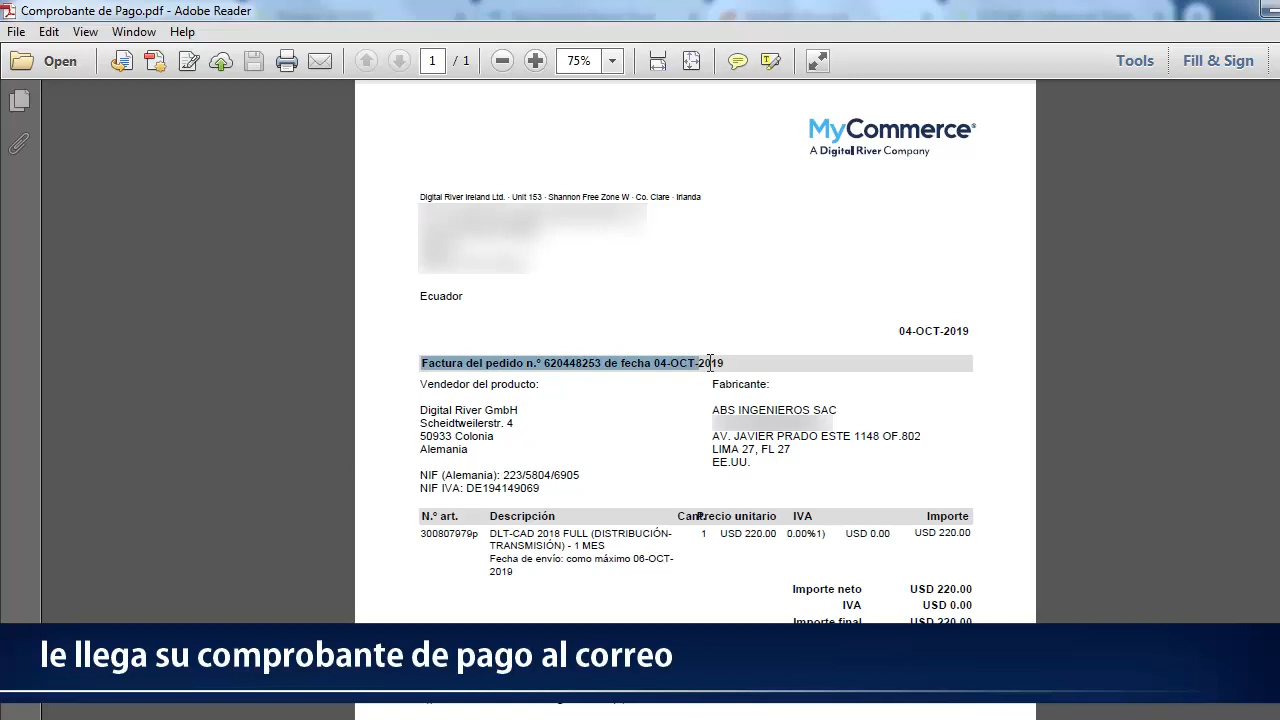 Comprobante de Pago.pdf - Adobe Reader
File Edit View Window Help
Open 1 / 1 75% Tools Fill & Sign
MyCommerce®
A Digital River Company
Digital River Ireland Ltd. · Unit 153 · Shannon Free Zone W · Co. Clare · Irlanda
Ecuador
04-OCT-2019
Factura del pedido n.º 620448253 de fecha 04-OCT-2019
Vendedor del producto: Fabricante:
Digital River GmbH ABS INGENIEROS SAC
Scheidtweilerstr. 4
50933 Colonia AV. JAVIER PRADO ESTE 1148 OF.802
Alemania LIMA 27, FL 27
EE.UU.
NIF (Alemania): 223/5804/6905
NIF IVA: DE194149069
N.º art. Descripción Cant. Precio unitario IVA Importe
300807979p DLT-CAD 2018 FULL (DISTRIBUCIÓN- 1 USD 220.00 0.00%1) USD 0.00 USD 220.00
TRANSMISIÓN) - 1 MES
Fecha de envío: como máximo 06-OCT-
2019
Importe neto USD 220.00
IVA USD 0.00
Importe final USD 220.00
le llega su comprobante de pago al correo